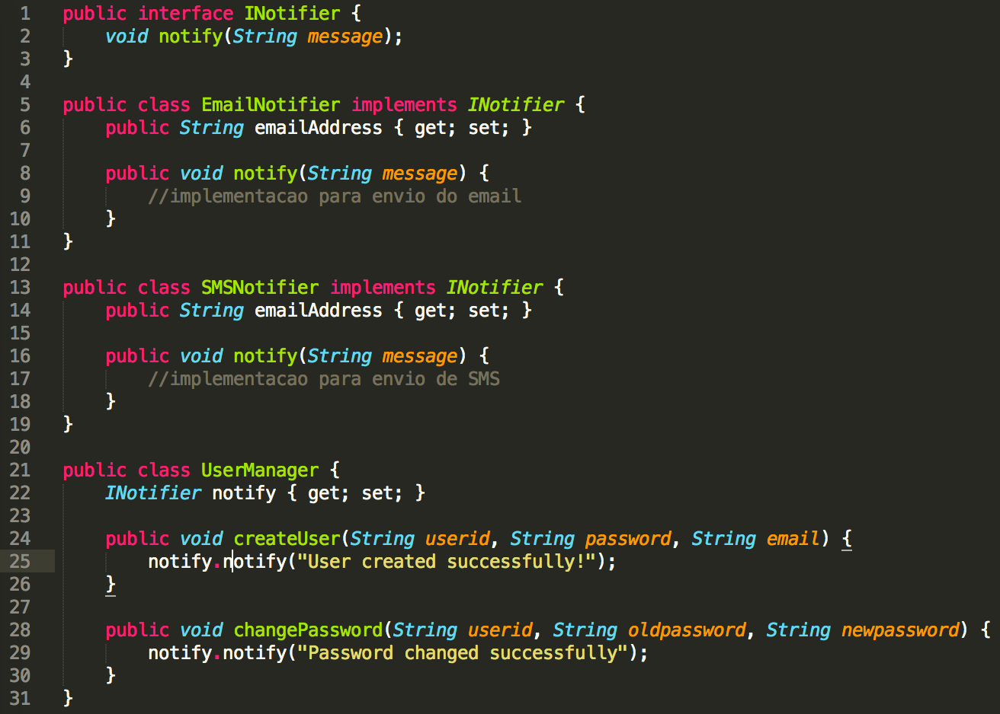 1 public interface INotifier {
2 void notify(String message);
3 }
4
5 public class EmailNotifier implements INotifier {
6 public String emailAddress { get; set; }
7
8 public void notify(String message) {
9 //implementacao para envio do email
10 }
11 }
12
13 public class SMSNotifier implements INotifier {
14 public String emailAddress { get; set; }
15
16 public void notify(String message) {
17 //implementacao para envio de SMS
18 }
19 }
20
21 public class UserManager {
22 INotifier notify { get; set; }
23
24 public void createUser(String userid, String password, String email) {
25 notify.notify("User created successfully!");
26 }
27
28 public void changePassword(String userid, String oldpassword, String newpassword) {
29 notify.notify("Password changed successfully");
30 }
31 }